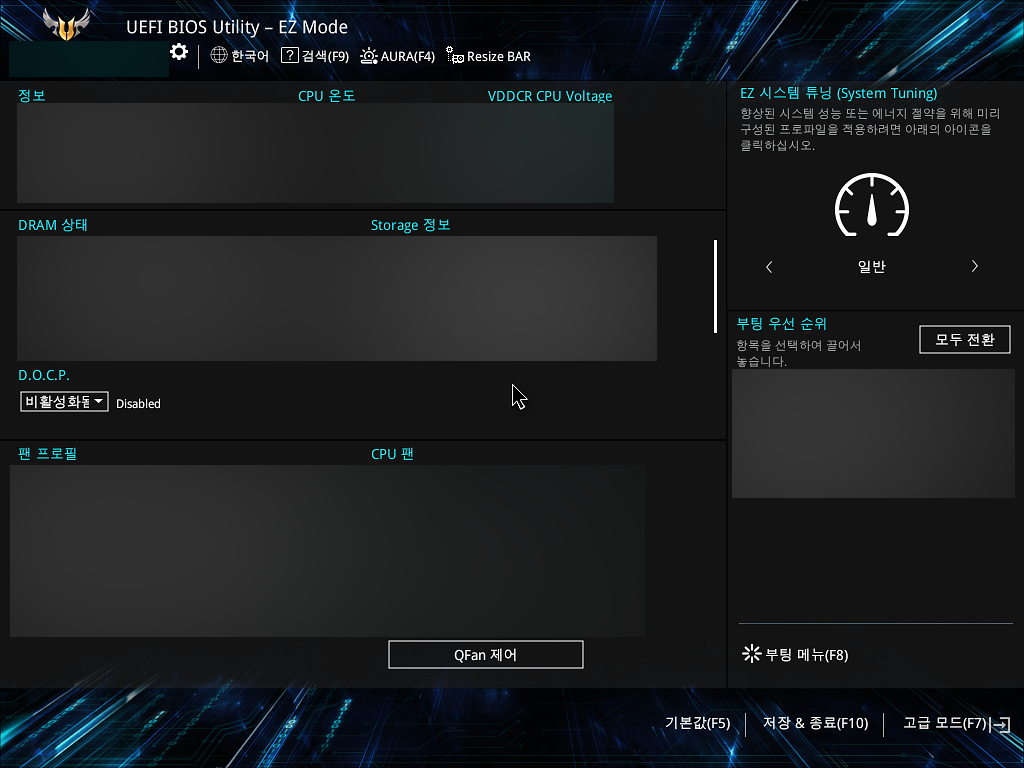 UEFI BIOS Utility – EZ Mode
한국어 ? 검색(F9) AURA(F4) Resize BAR
정보 CPU 온도 VDDCR CPU Voltage
DRAM 상태 Storage 정보
D.O.C.P.
비활성화됨 Disabled
팬 프로필 CPU 팬
QFan 제어
EZ 시스템 튜닝 (System Tuning)
향상된 시스템 성능 또는 에너지 절약을 위해 미리
구성된 프로파일을 적용하려면 아래의 아이콘을
클릭하십시오.
일반
부팅 우선 순위
항목을 선택하여 끌어서
놓습니다.
모두 전환
부팅 메뉴(F8)
기본값(F5) 저장 & 종료(F10) 고급 모드(F7)